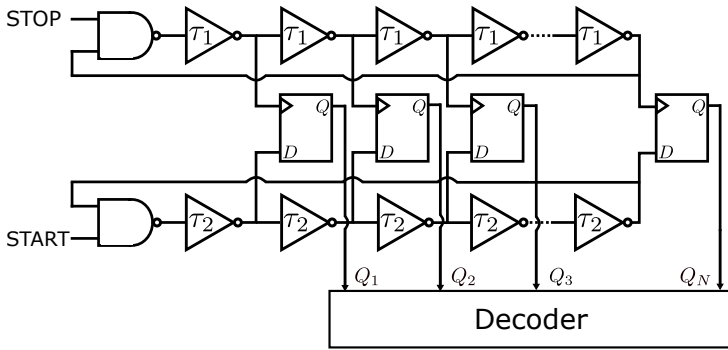 STOP
τ1 τ1 τ1 τ1 τ1
Q Q Q Q
D D D D
τ2 τ2 τ2 τ2 τ2
START
Q1 Q2 Q3 QN
Decoder